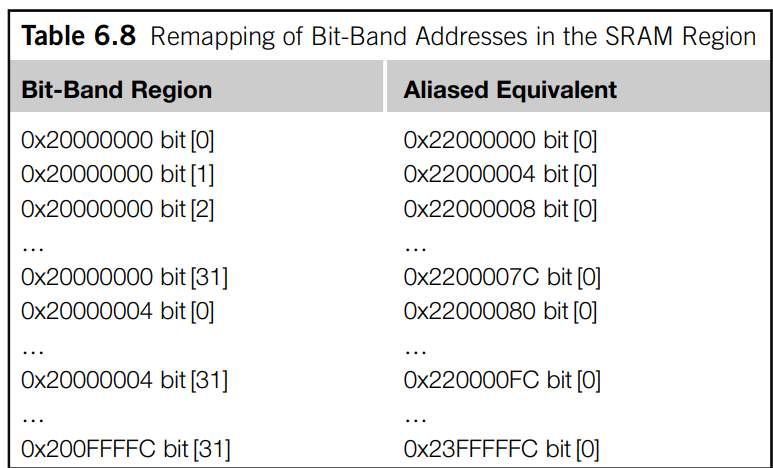 Table 6.8 Remapping of Bit-Band Addresses in the SRAM Region
Bit-Band Region Aliased Equivalent
0x20000000 bit[0] 0x22000000 bit[0]
0x20000000 bit[1] 0x22000004 bit[0]
0x20000000 bit[2] 0x22000008 bit[0]
… …
0x20000000 bit[31] 0x2200007C bit[0]
0x20000004 bit[0] 0x22000080 bit[0]
… …
0x20000004 bit[31] 0x220000FC bit[0]
… …
0x200FFFFC bit[31] 0x23FFFFFC bit[0]